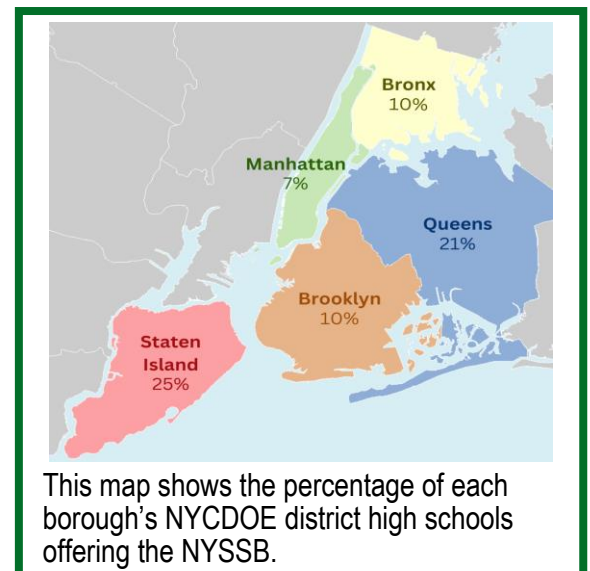 Bronx
10%
Manhattan
7%
Queens
21%
Brooklyn
10%
Staten
Island
25%
This map shows the percentage of each
borough's NYCDOE district high schools
offering the NYSSB.